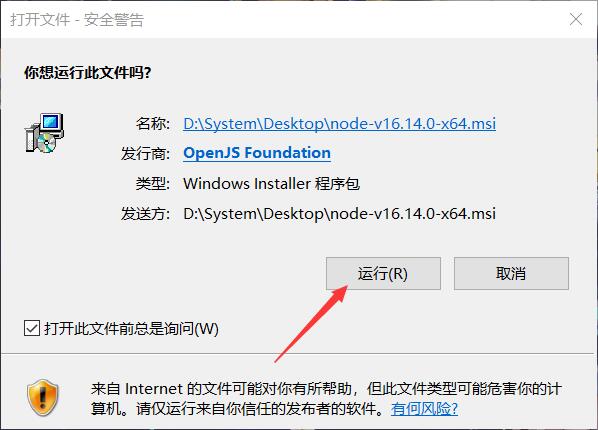 打开文件 - 安全警告
你想运行此文件吗?
名称: D:\System\Desktop\node-v16.14.0-x64.msi
发行商: OpenJS Foundation
类型: Windows Installer 程序包
发送方: D:\System\Desktop\node-v16.14.0-x64.msi
运行(R) 取消
打开此文件前总是询问(W)
来自 Internet 的文件可能对你有所帮助，但此文件类型可能危害你的计
算机。请仅运行来自你信任的发布者的软件。有何风险?